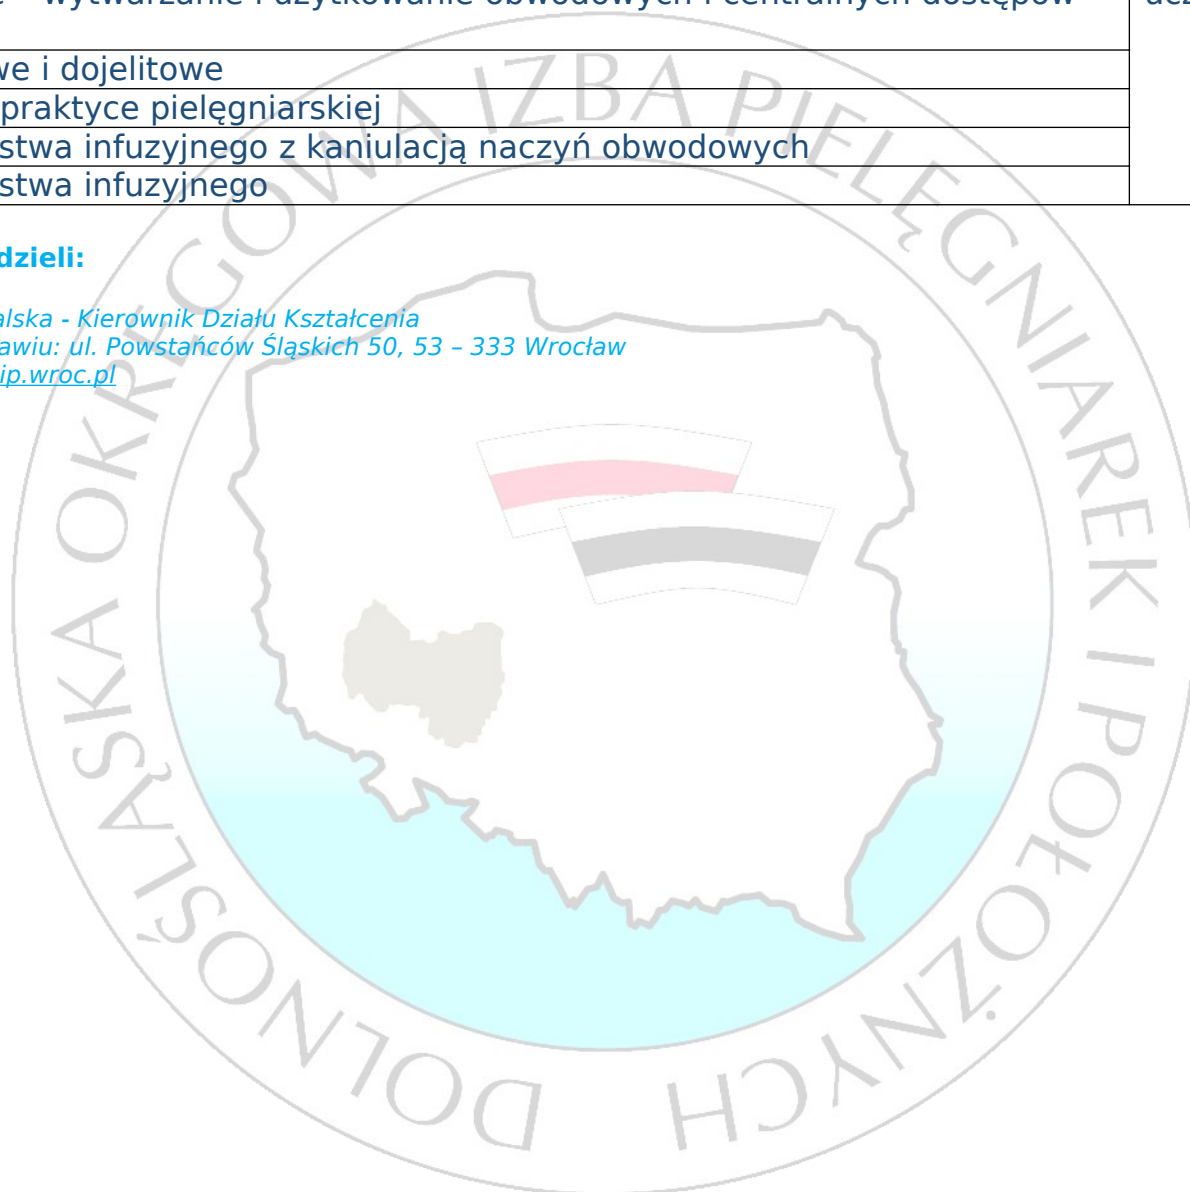 wytwarzanie i użytkowanie obwodowych i centralnych dostępów
we i dojelitowe
praktyce pielęgniarskiej
stwa infuzyjnego z kaniulacją naczyń obwodowych
stwa infuzyjnego
dzieli:
alska - Kierownik Działu Kształcenia
awiu: ul. Powstańców Śląskich 50, 53 – 333 Wrocław
ip.wroc.pl
DOLNOŚLĄSKA OKRĘGOWA IZBA PIELĘGNIAREK I POŁOŻNYCH